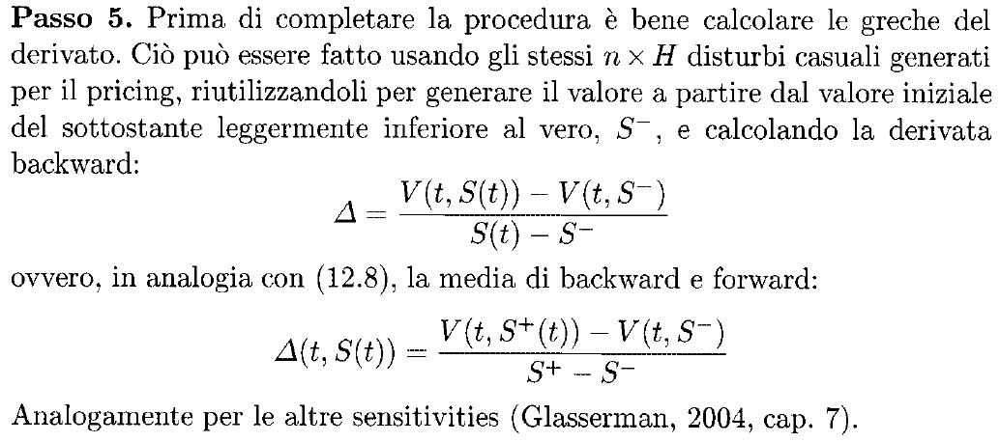 Passo 5. Prima di completare la procedura è bene calcolare le greche del
derivato. Ciò può essere fatto usando gli stessi n × H disturbi casuali generati
per il pricing, riutilizzandoli per generare il valore a partire dal valore iniziale
del sottostante leggermente inferiore al vero, S⁻, e calcolando la derivata
backward:
Δ = \frac{V(t, S(t)) − V(t, S⁻)}{S(t) − S⁻}
ovvero, in analogia con (12.8), la media di backward e forward:
Δ(t, S(t)) = \frac{V(t, S⁺(t)) − V(t, S⁻)}{S⁺ − S⁻}
Analogamente per le altre sensitivities (Glasserman, 2004, cap. 7).